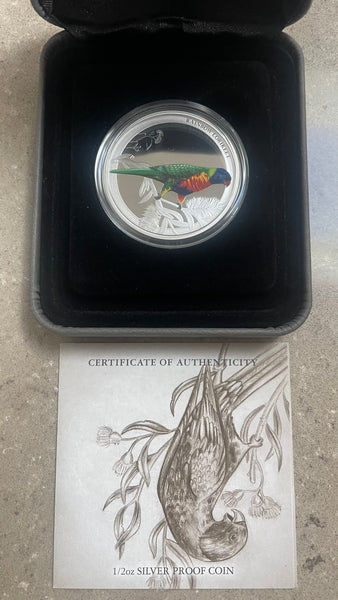 RAINBOW LORIKEET
CERTIFICATE OF AUTHENTICITY
1/2oz SILVER PROOF COIN